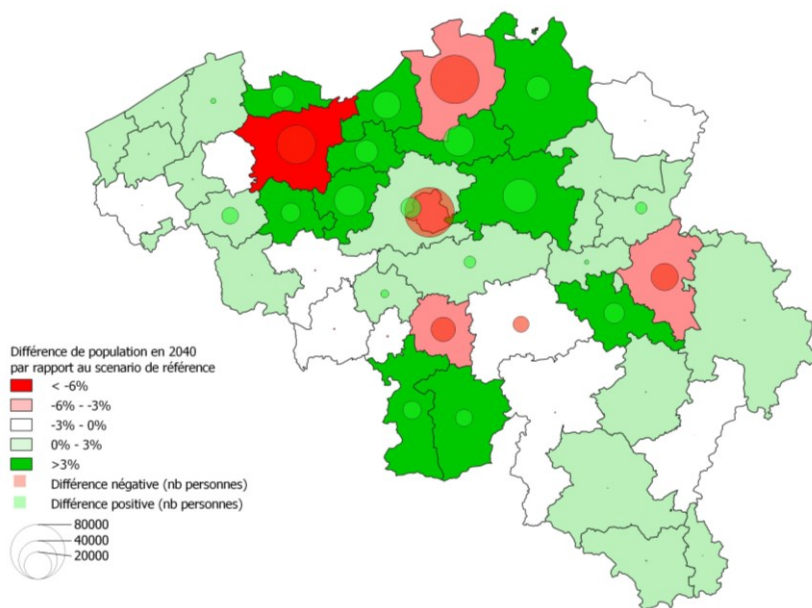 Différence de population en 2040
par rapport au scenario de référence
< -6%
-6% - -3%
-3% - 0%
0% - 3%
>3%
Différence négative (nb personnes)
Différence positive (nb personnes)
80000
40000
20000